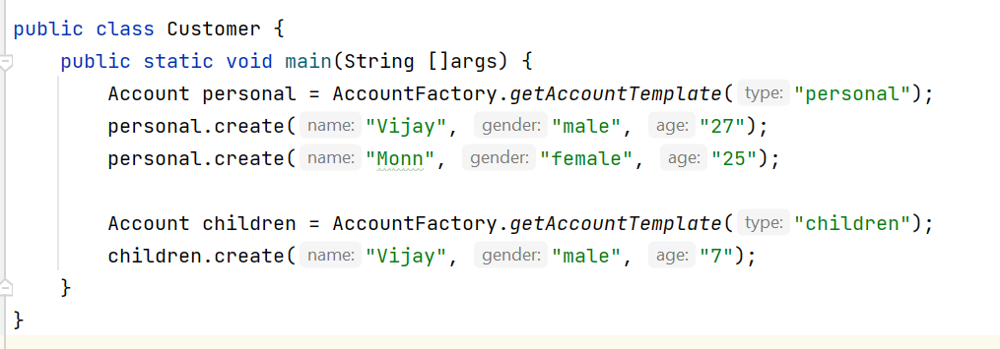 public class Customer {
public static void main(String []args) {
Account personal = AccountFactory.getAccountTemplate( type: "personal");
personal.create( name: "Vijay", gender: "male", age: "27");
personal.create( name: "Monn", gender: "female", age: "25");
Account children = AccountFactory.getAccountTemplate( type: "children");
children.create( name: "Vijay", gender: "male", age: "7");
}
}